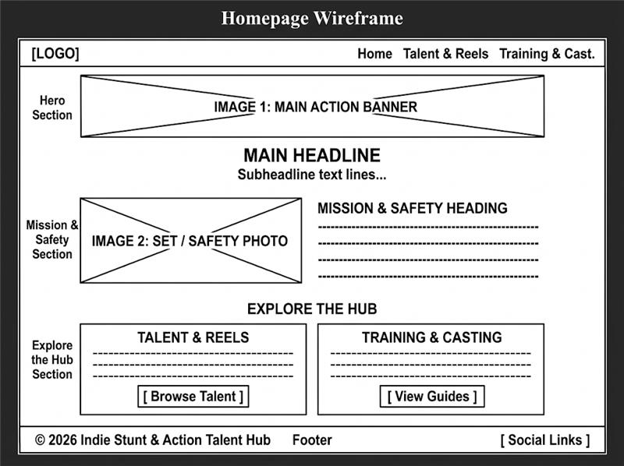 Homepage Wireframe
[LOGO]
Home Talent & Reels Training & Cast.
Hero
Section
IMAGE 1: MAIN ACTION BANNER
MAIN HEADLINE
Subheadline text lines...
Mission &
Safety
Section
IMAGE 2: SET / SAFETY PHOTO
MISSION & SAFETY HEADING
EXPLORE THE HUB
Explore
the Hub
Section
TALENT & REELS
[ Browse Talent ]
TRAINING & CASTING
[ View Guides ]
© 2026 Indie Stunt & Action Talent Hub Footer [ Social Links ]